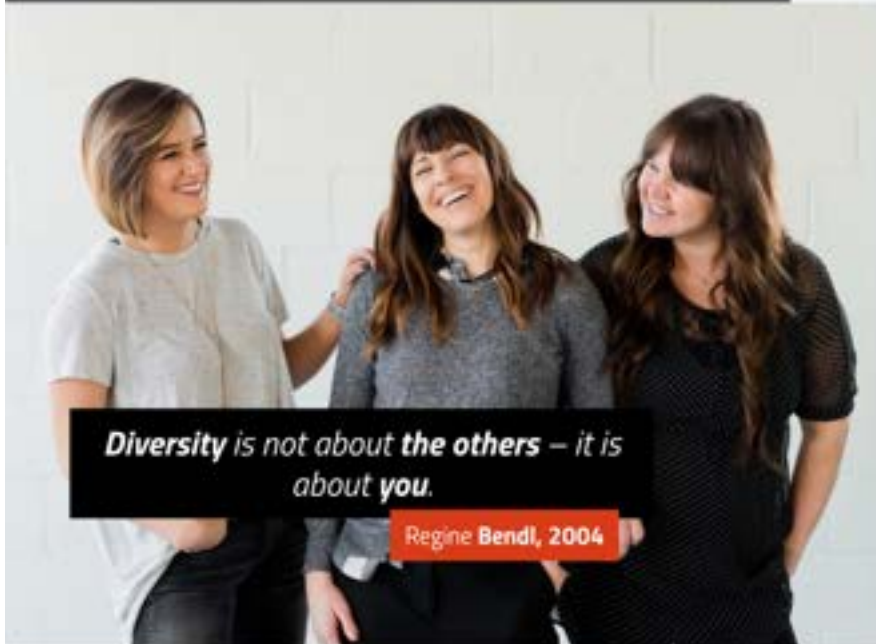 Diversity is not about the others – it is
about you.
Regine Bendl, 2004